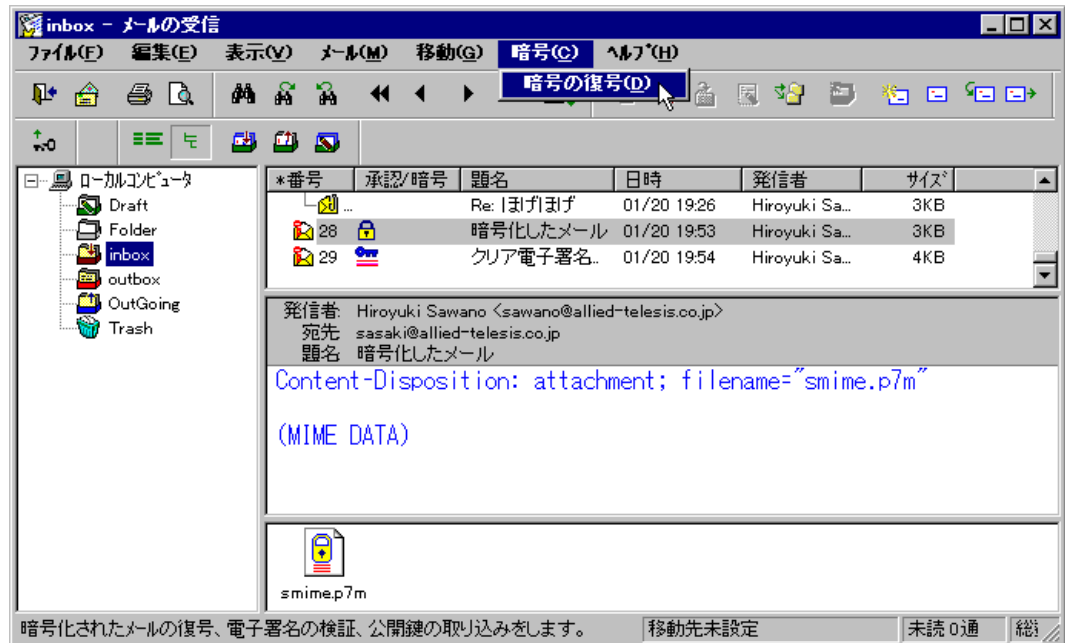 inbox - メールの受信
ファイル(F) 編集(E) 表示(V) メール(M) 移動(G) 暗号(C) ヘルプ(H)
暗号の復号(D)
ローカルコンピュータ
Draft
Folder
inbox
outbox
OutGoing
Trash
*番号 承認/暗号 題名 日時 発信者 サイズ
... Re: ほげほげ 01/20 19:26 Hiroyuki Sa... 3KB
28 暗号化したメール 01/20 19:53 Hiroyuki Sa... 3KB
29 クリア電子署名.. 01/20 19:54 Hiroyuki Sa... 4KB
発信者: Hiroyuki Sawano <sawano@allied-telesis.co.jp>
宛先: sasaki@allied-telesis.co.jp
題名: 暗号化したメール
Content-Disposition: attachment; filename="smime.p7m"
(MIME DATA)
smime.p7m
暗号化されたメールの復号、電子署名の検証、公開鍵の取り込みをします。 移動先未設定 未読 0通 総